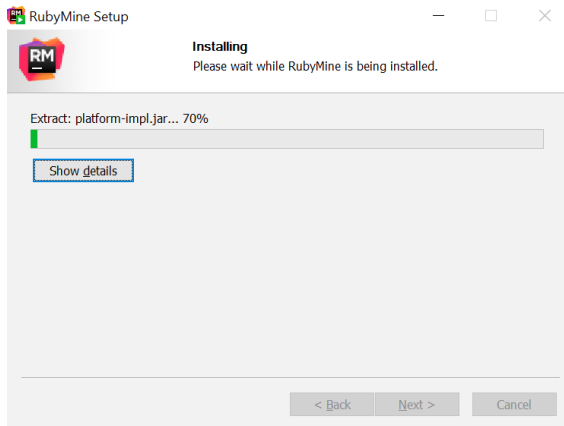 RubyMine Setup
RM
Installing
Please wait while RubyMine is being installed.
Extract: platform-impl.jar... 70%
Show details
< Back
Next >
Cancel